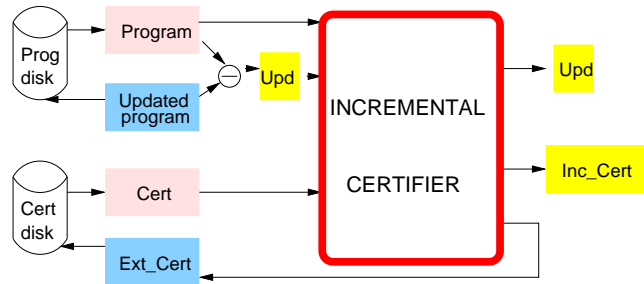 Program
Prog
disk
Upd
Updated
program
Upd
INCREMENTAL
CERTIFIER
Cert
Cert
disk
Ext_Cert
Inc_Cert